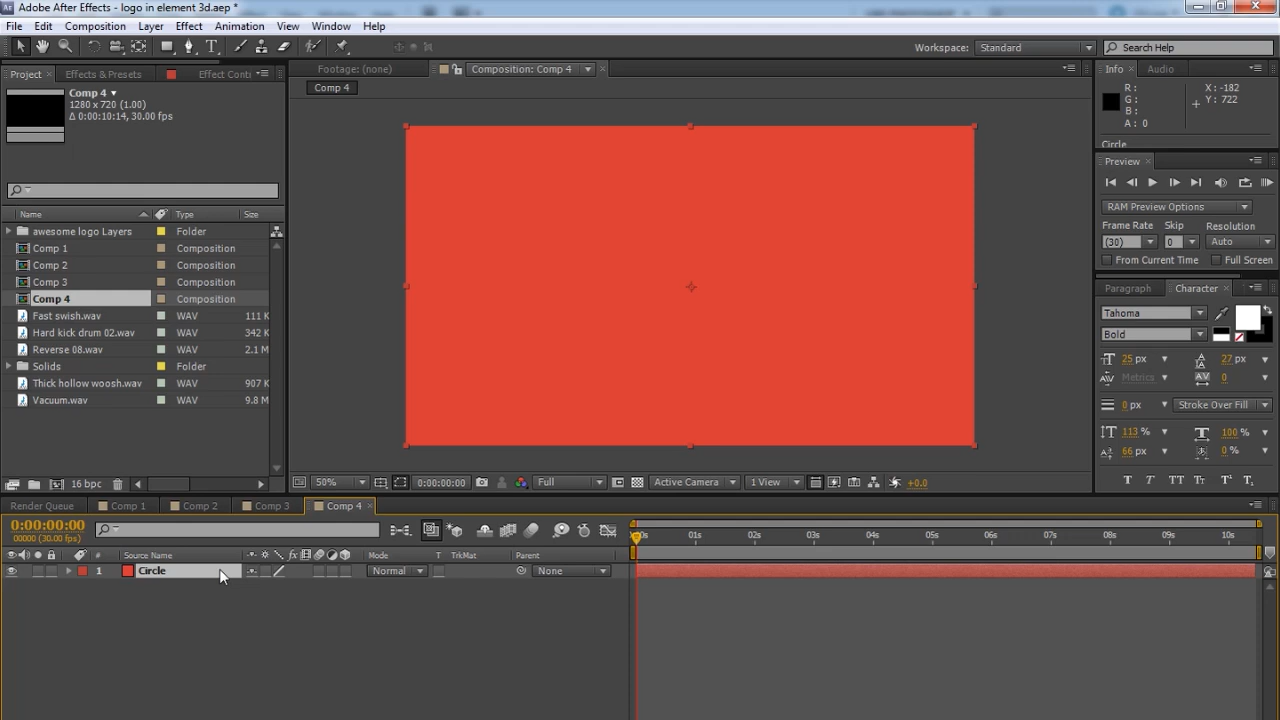 Adobe After Effects - logo in element 3d.aep *
File Edit Composition Layer Effect Animation View Window Help
Workspace: Standard Search Help
Project Effects & Presets Effect Conti
Footage: (none) Composition: Comp 4
Info Audio
Comp 4
1280 x 720 (1.00)
Δ 0:00:10:14, 30.00 fps
Comp 4
R :
G :
B :
A : 0
X : -182
Y : 722
Circle
Preview
RAM Preview Options
Frame Rate Skip Resolution
(30) 0 Auto
From Current Time Full Screen
Name Type Size
awesome logo Layers Folder
Comp 1 Composition
Comp 2 Composition
Comp 3 Composition
Comp 4 Composition
Fast swish.wav WAV 111 K
Hard kick drum 02.wav WAV 342 K
Reverse 08.wav WAV 2.1 M
Solids Folder
Thick hollow woosh.wav WAV 907 K
Vacuum.wav WAV 9.8 M
Paragraph Character
Tahoma
Bold
25 px 27 px
Metrics 0
0 px Stroke Over Fill
113 % 100 %
66 px 0 %
T T TT Tt T¹ T₁
16 bpc
50% 0:00:00:00 Full Active Camera 1 View +0.0
Render Queue Comp 1 Comp 2 Comp 3 Comp 4
0:00:00:00
00000 (30.00 fps)
0s 01s 02s 03s 04s 05s 06s 07s 08s 09s 10s
# Source Name fx Mode T TrkMat Parent
1 Circle Normal None